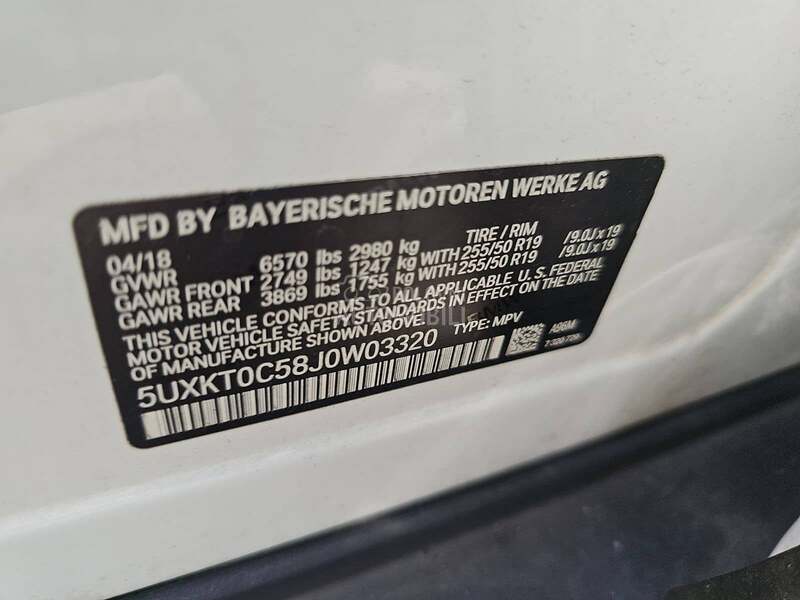 MFD BY BAYERISCHE MOTOREN WERKE AG
04/18 TIRE / RIM
GVWR 6570 lbs 2980 kg
GAWR FRONT 2749 lbs 1247 kg WITH 255/50 R19 /9.0J x 19
GAWR REAR 3869 lbs 1755 kg WITH 255/50 R19 /9.0J x 19
THIS VEHICLE CONFORMS TO ALL APPLICABLE U.S. FEDERAL
MOTOR VEHICLE SAFETY STANDARDS IN EFFECT ON THE DATE
OF MANUFACTURE SHOWN ABOVE.
5UXKT0C58J0W03320 TYPE: MPV A96M